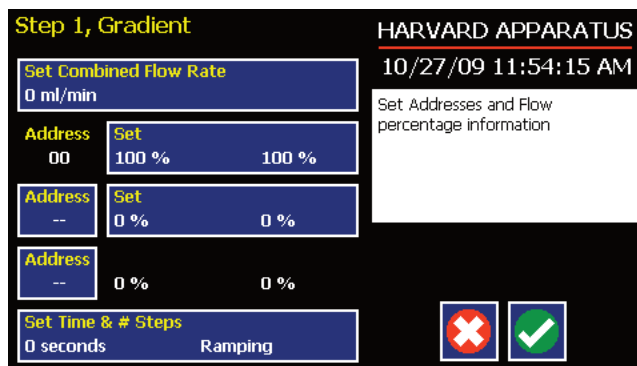 Step 1, Gradient
Set Combined Flow Rate
0 ml/min
Address Set
00 100 % 100 %
Address Set
-- 0 % 0 %
Address
-- 0 % 0 %
Set Time & # Steps
0 seconds Ramping
HARVARD APPARATUS
10/27/09 11:54:15 AM
Set Addresses and Flow
percentage information